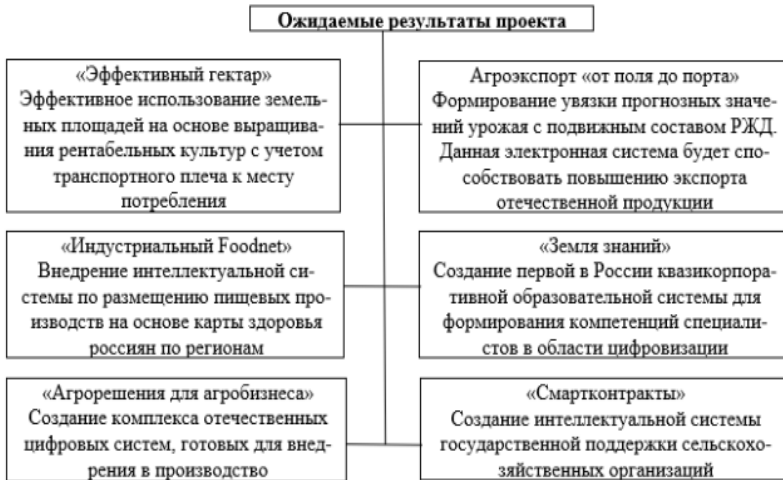 Ожидаемые результаты проекта
«Эффективный гектар»
Эффективное использование земель-
ных площадей на основе выращива-
ния рентабельных культур с учетом
транспортного плеча к месту
потребления
Агроэкспорт «от поля до порта»
Формирование увязки прогнозных значе-
ний урожая с подвижным составом РЖД.
Данная электронная система будет спо-
собствовать повышению экспорта
отечественной продукции
«Индустриальный Foodnet»
Внедрение интеллектуальной си-
стемы по размещению пищевых про-
изводств на основе карты здоровья
россиян по регионам
«Земля знаний»
Создание первой в России квазикорпора-
тивной образовательной системы для
формирования компетенций специали-
стов в области цифровизации
«Агрорешения для агробизнеса»
Создание комплекса отечественных
цифровых систем, готовых для внед-
рения в производство
«Смартконтракты»
Создание интеллектуальной системы
государственной поддержки сельскохо-
зяйственных организаций